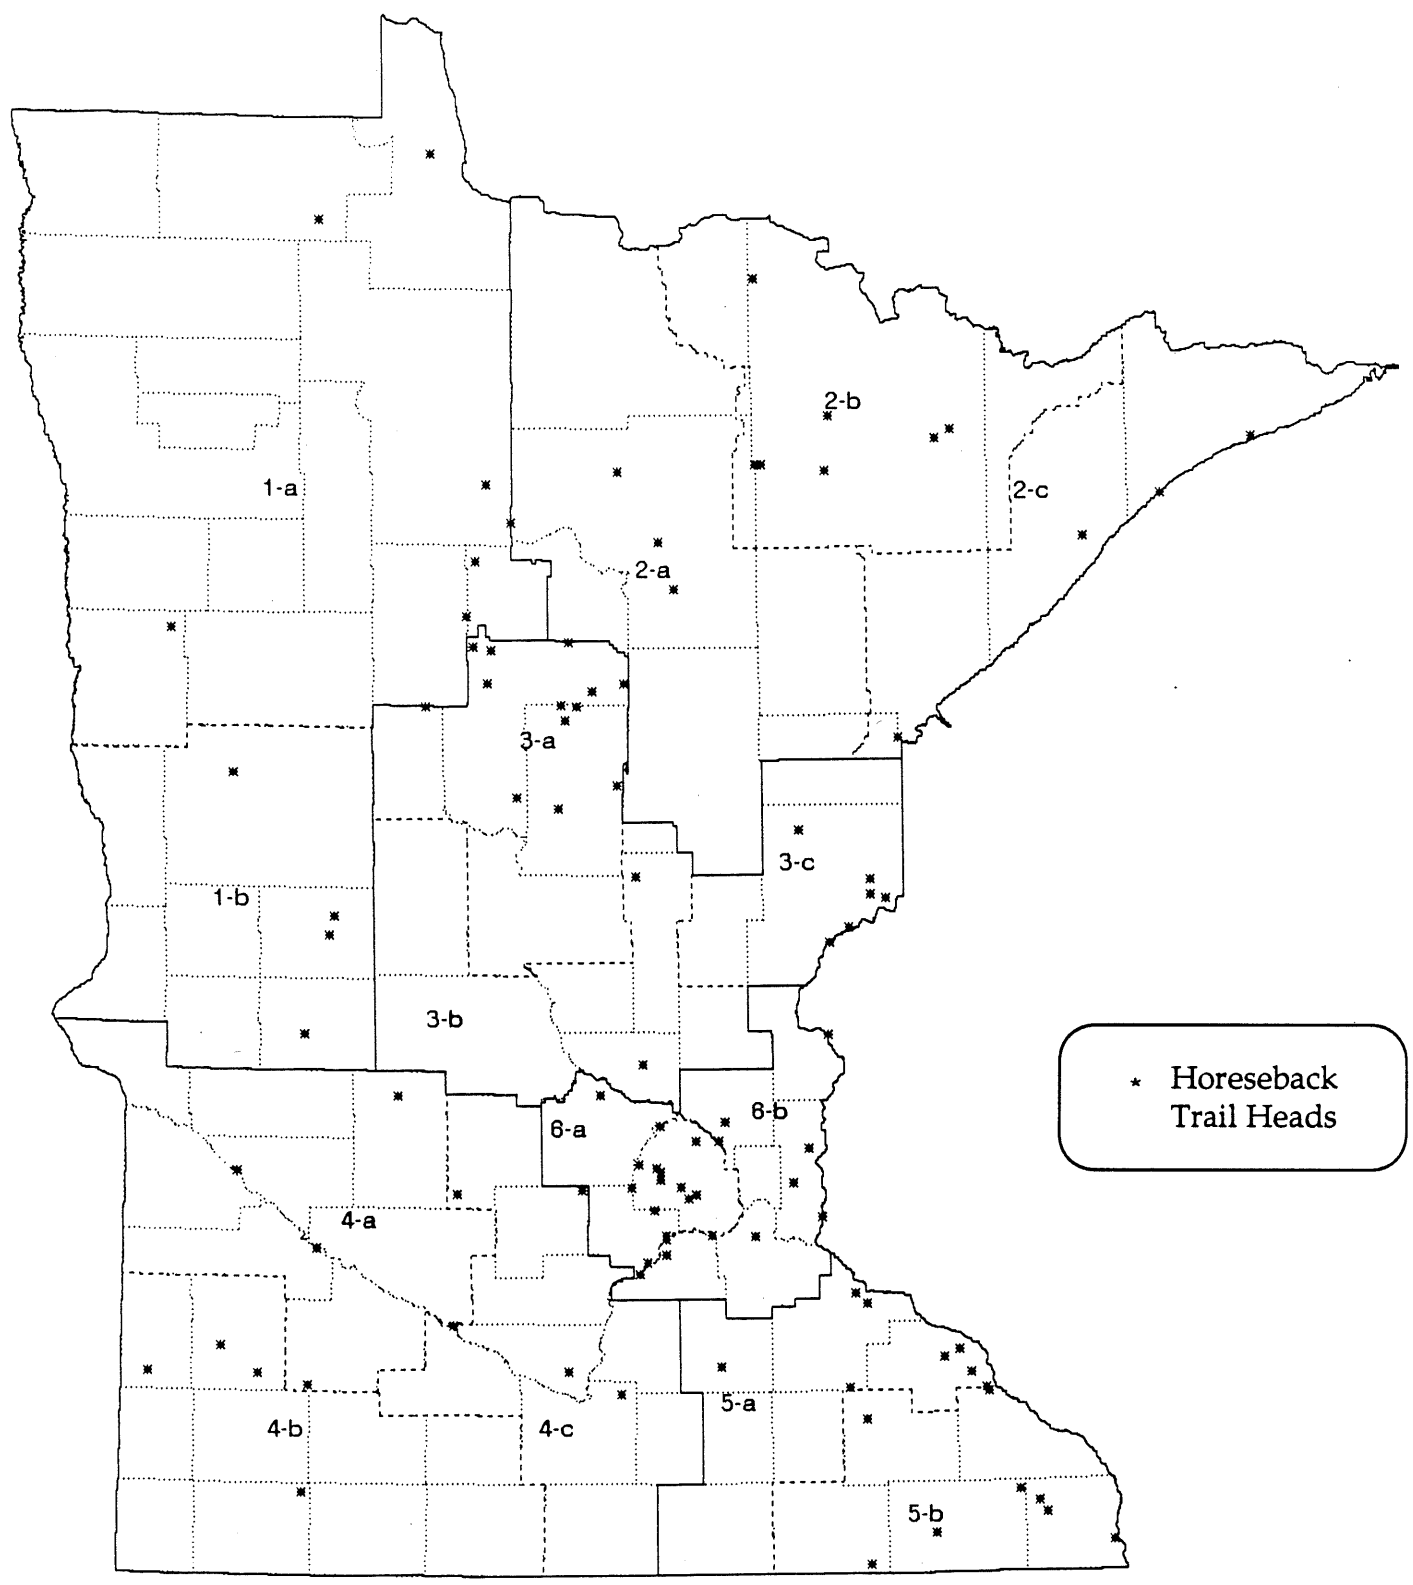 2-b
1-a
2-c
2-a
3-a
3-c
1-b
3-b
Horeseback
Trail Heads
6-a
6-b
4-a
4-b
4-c
5-a
5-b